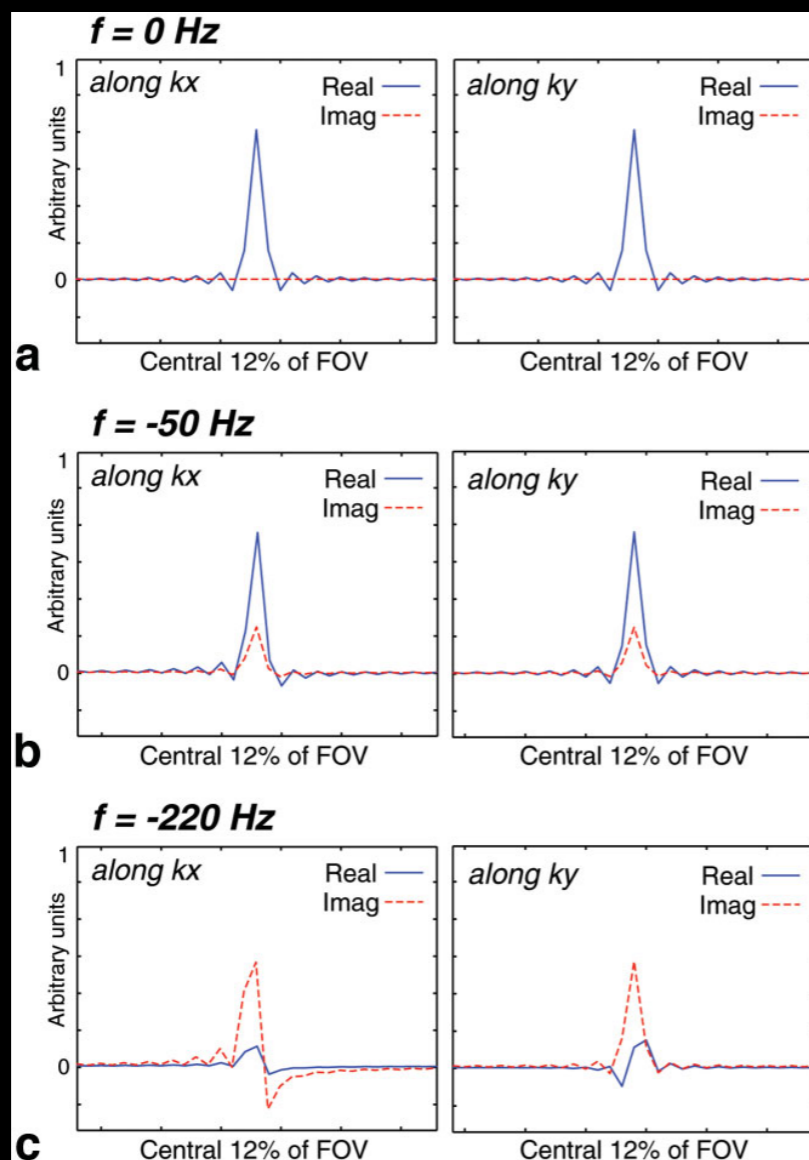 f = 0 Hz
1
along kx
Real
Imag
Arbitrary units
0
along ky
Real
Imag
a
Central 12% of FOV
Central 12% of FOV
f = -50 Hz
1
along kx
Real
Imag
Arbitrary units
0
along ky
Real
Imag
b
Central 12% of FOV
Central 12% of FOV
f = -220 Hz
1
along kx
Real
Imag
Arbitrary units
0
along ky
Real
Imag
c
Central 12% of FOV
Central 12% of FOV